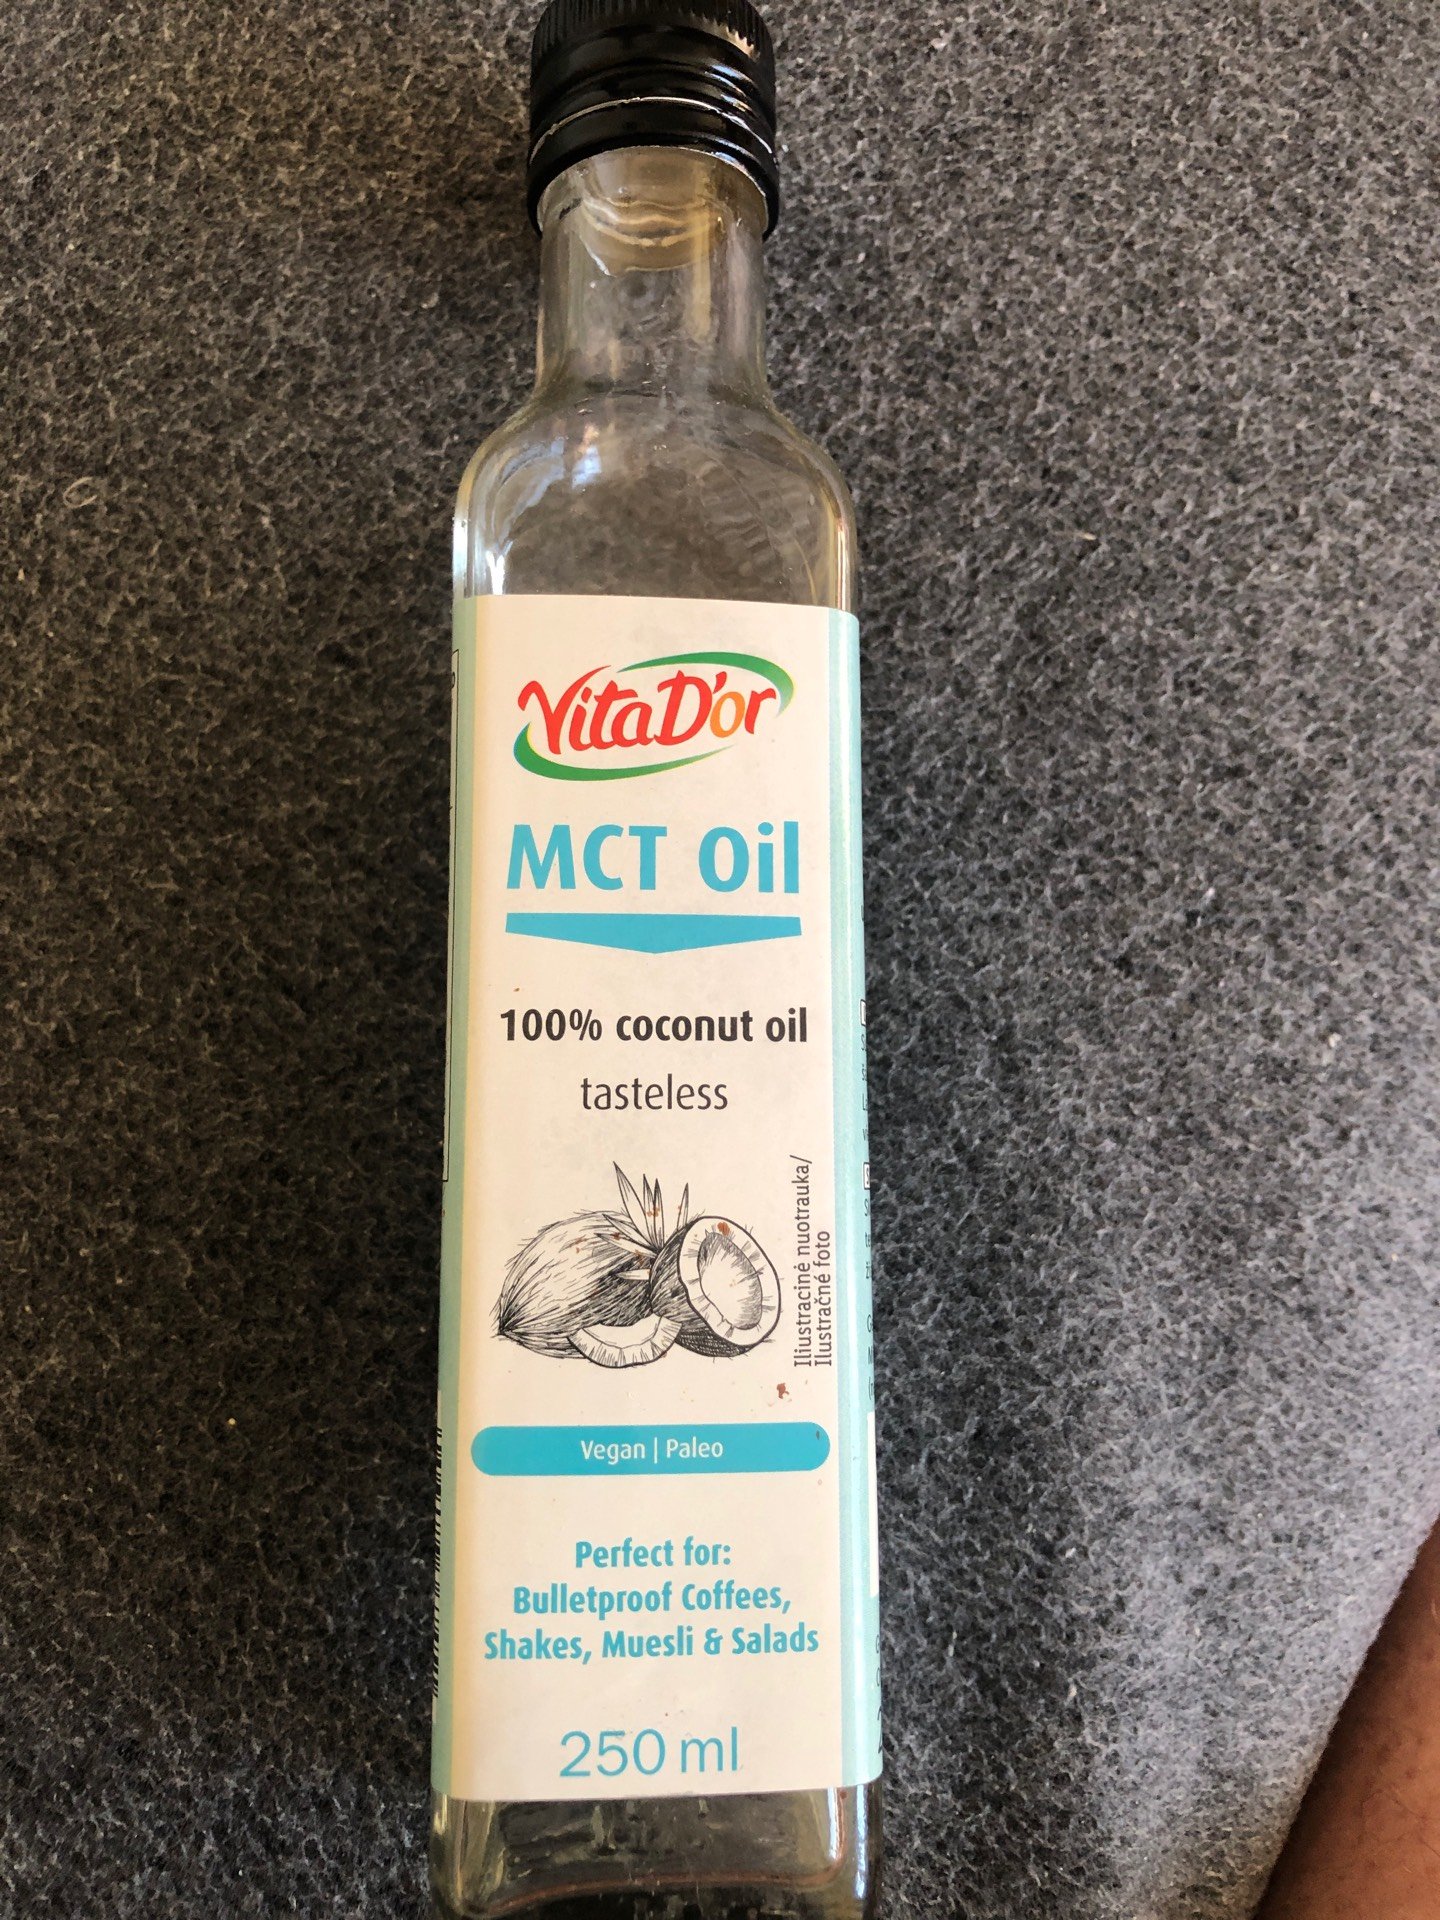 VitaD'or
MCT Oil
100% coconut oil
tasteless
Iliustracinė nuotrauka/
Ilustračné foto
Vegan | Paleo
Perfect for:
Bulletproof Coffees,
Shakes, Muesli & Salads
250 ml